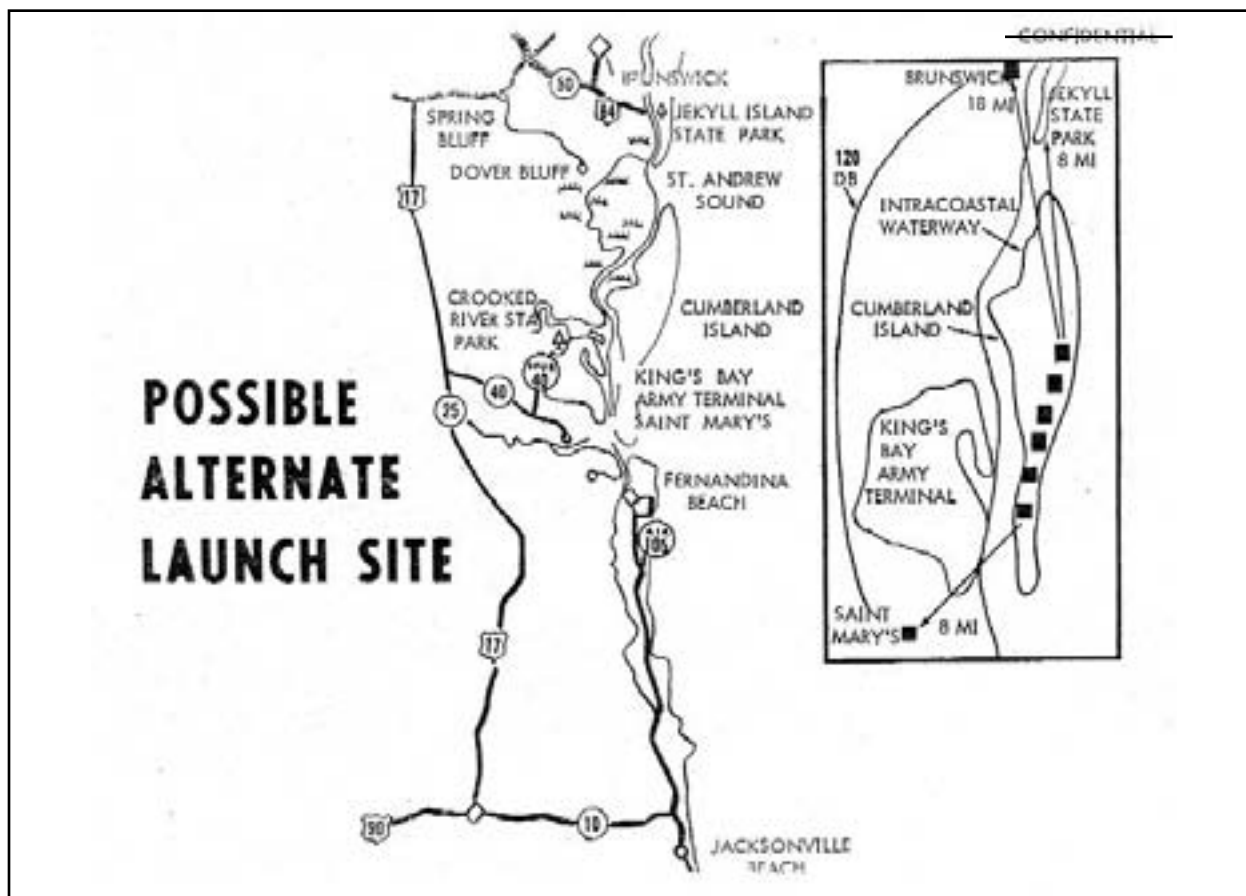 CONFIDENTIAL
POSSIBLE
ALTERNATE
LAUNCH SITE
50
BRUNSWICK
84
SPRING
BLUFF
JEKYLL ISLAND
STATE PARK
DOVER BLUFF
17
ST. ANDREW
SOUND
CROOKED
RIVER STA
PARK
CUMBERLAND
ISLAND
SPUR
40
40
25
KING'S BAY
ARMY TERMINAL
SAINT MARY'S
FERNANDINA
BEACH
A1A
105
17
90
10
JACKSONVILLE
BEACH
BRUNSWICK
18 MI
JEKYLL
STATE
PARK
8 MI
120
DB
INTRACOASTAL
WATERWAY
CUMBERLAND
ISLAND
KING'S
BAY
ARMY
TERMINAL
SAINT
MARY'S
8 MI